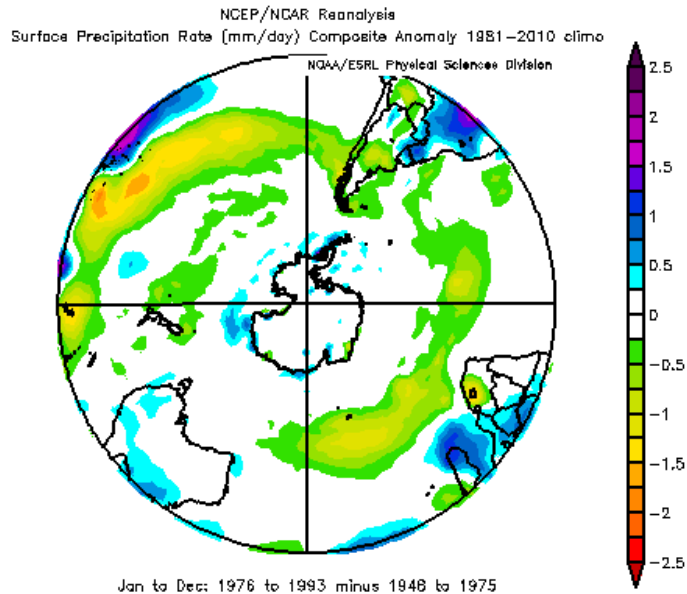 NCEP/NCAR Reanalysis
Surface Precipitation Rate (mm/day) Composite Anomaly 1981-2010 climo
NOAA/ESRL Physical Sciences Division
2.5
2
1.5
1
0.5
0
-0.5
-1
-1.5
-2
-2.5
Jan to Dec: 1976 to 1993 minus 1946 to 1975